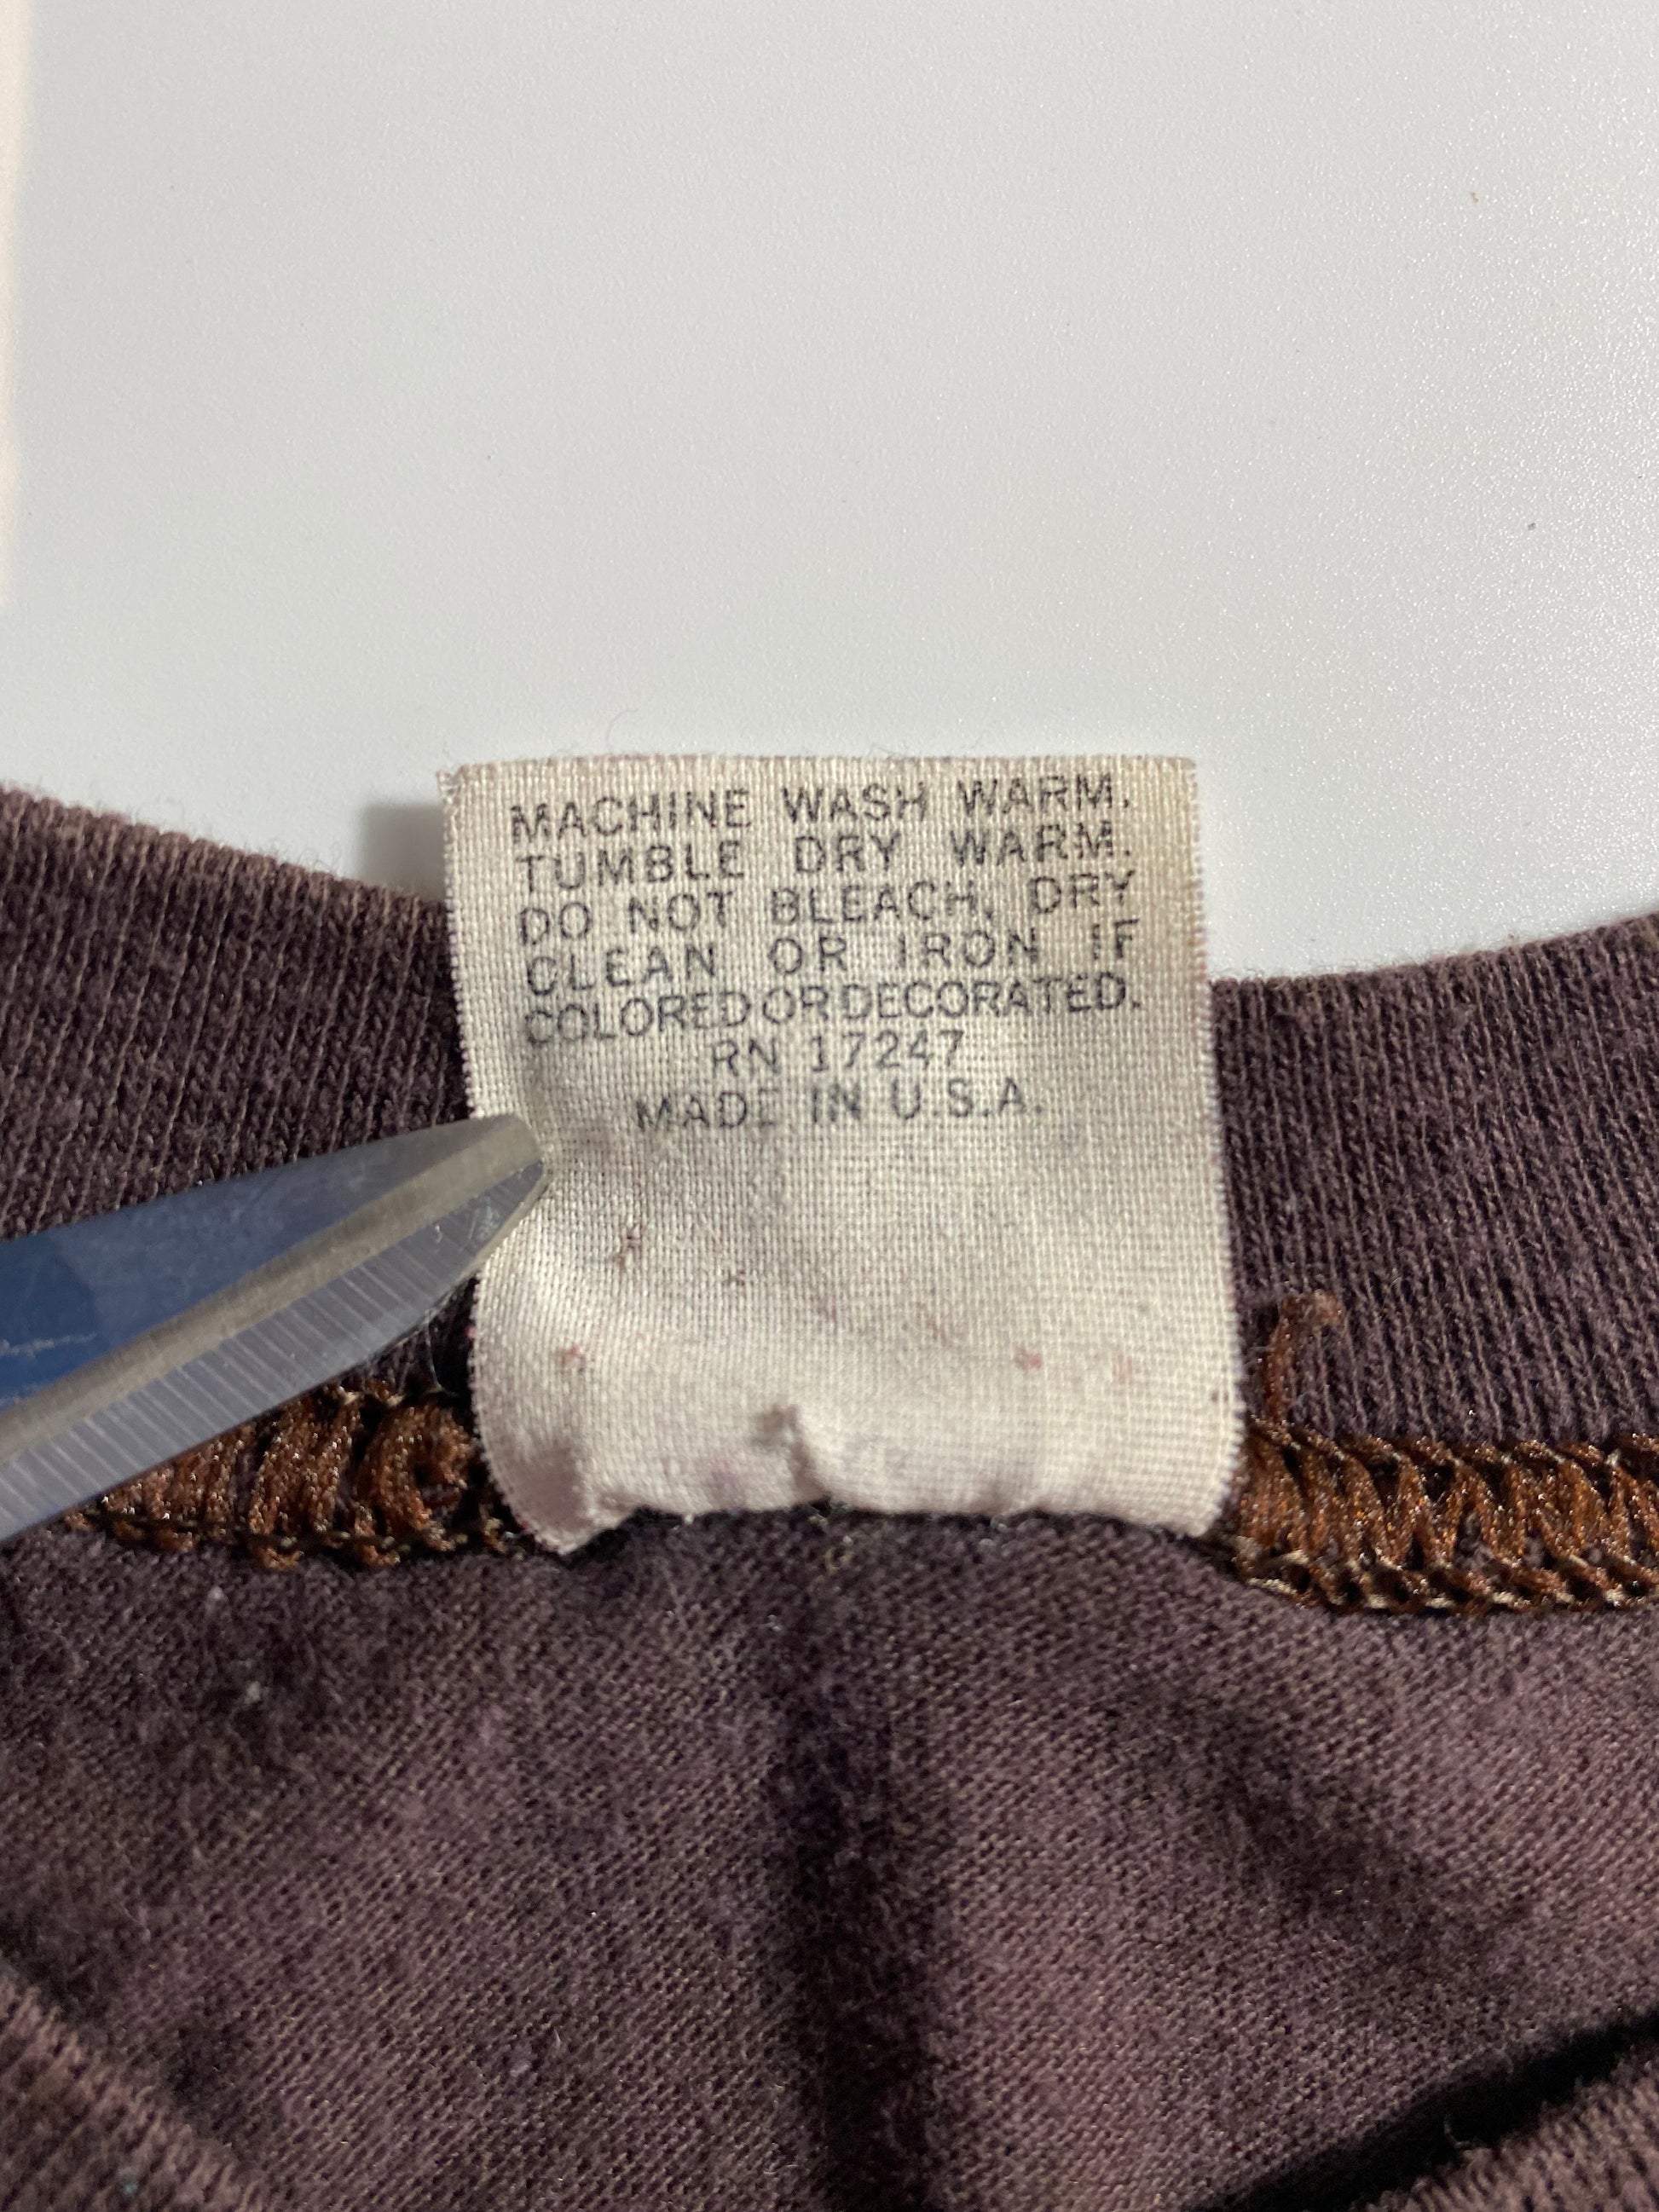 MACHINE WASH WARM.
TUMBLE DRY WARM.
DO NOT BLEACH, DRY
CLEAN OR IRON IF
COLORED OR DECORATED.
RN 17247
MADE IN U.S.A.